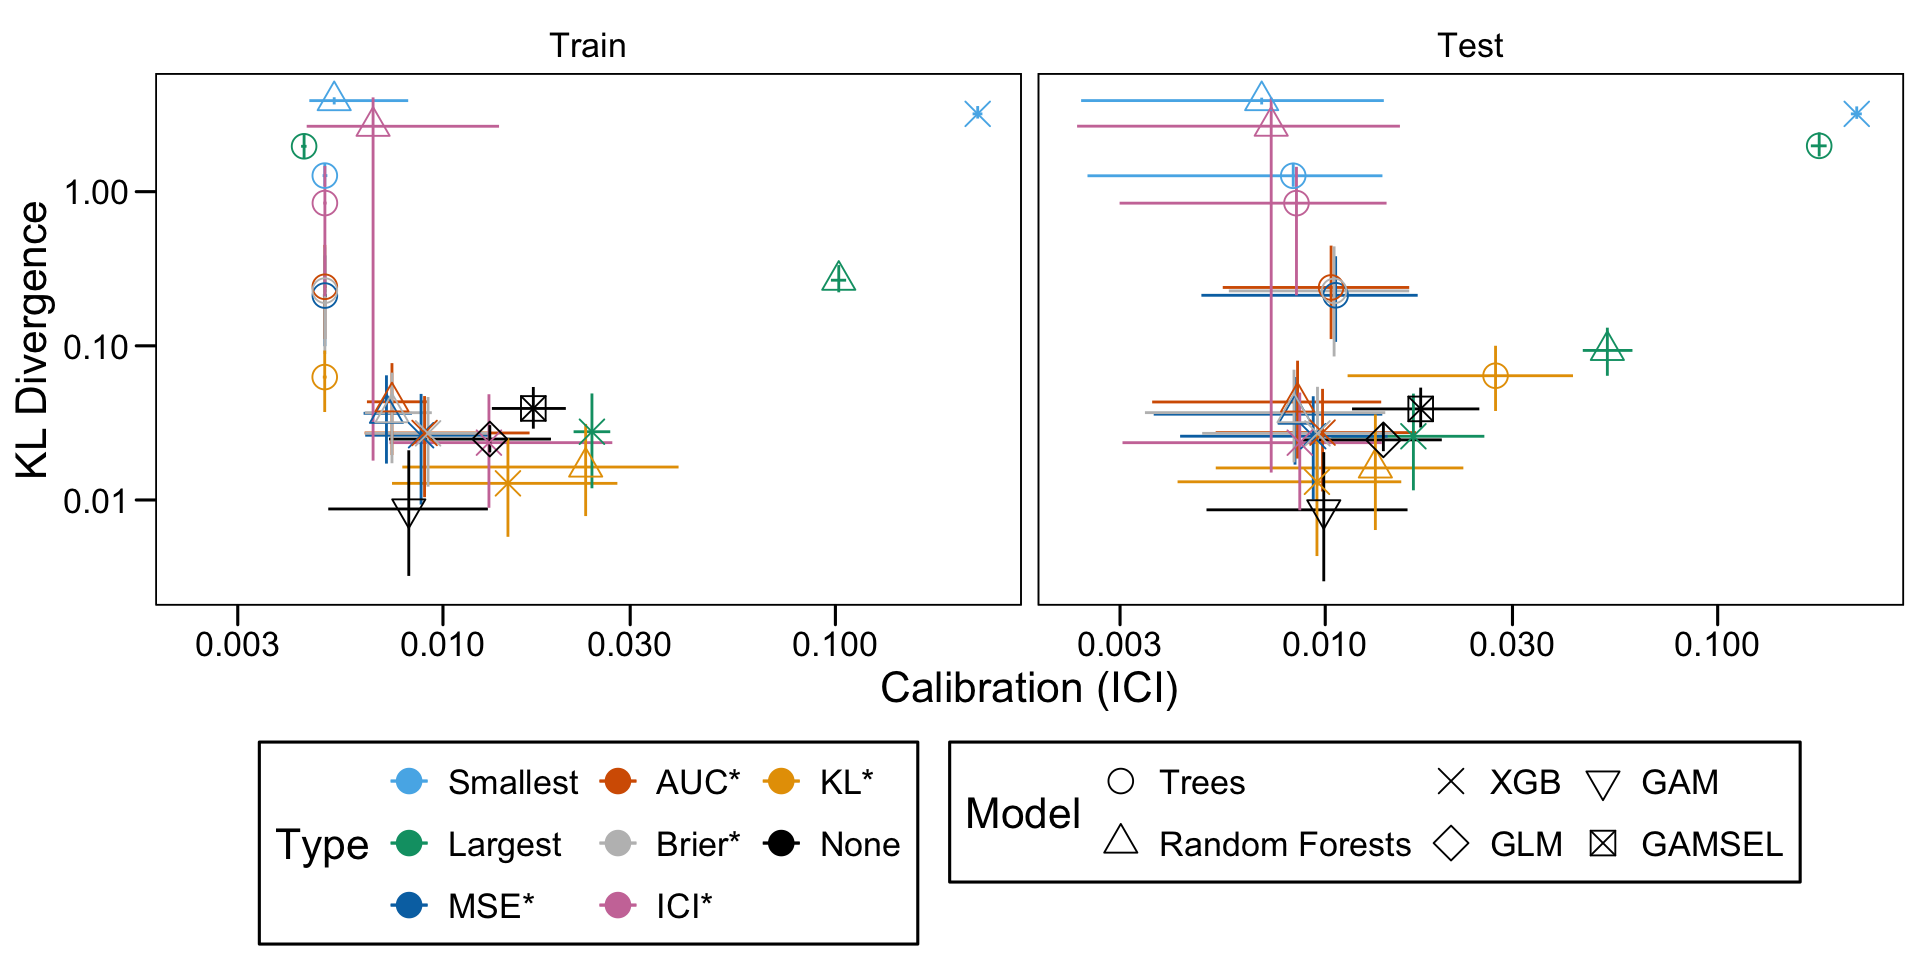 Train
Test
KL Divergence
1.00
0.10
0.01
0.003 0.010 0.030 0.100
0.003 0.010 0.030 0.100
Calibration (ICI)
Type
Smallest AUC* KL*
Largest Brier* None
MSE* ICI*
Model
Trees XGB GAM
Random Forests GLM GAMSEL